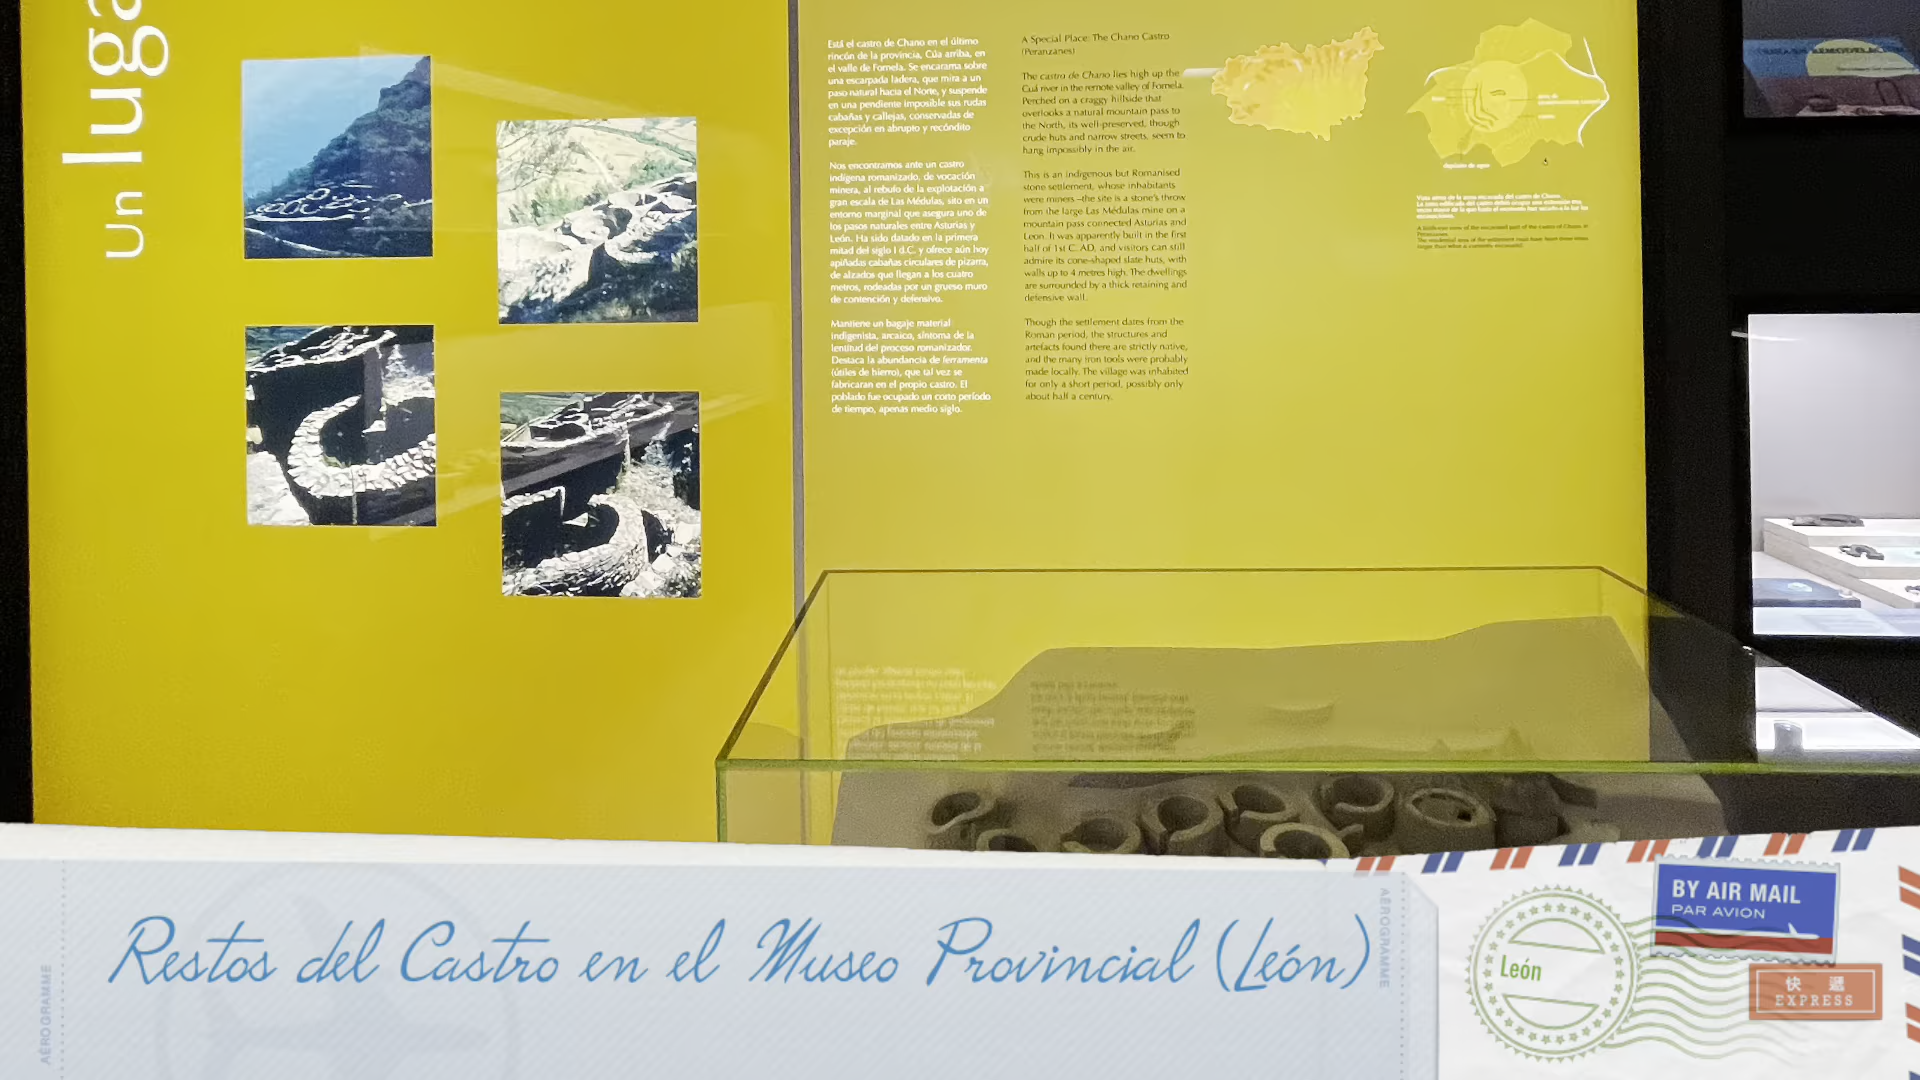 Un luga
Está el castro de Chano en el último
rincón de la provincia, Cúa arriba, en
el valle de Fornela. Se encarama sobre
una escarpada ladera, que mira a un
paso natural hacia el Norte, y suspende
en una pendiente imposible sus rudas
cabañas y callejas, conservadas de
excepción en abrupto y recóndito
paraje.
Nos encontramos ante un castro
indígena romanizado, de vocación
minera, al rebufo de la explotación a
gran escala de Las Médulas, sito en un
entorno marginal que asegura uno de
los pasos naturales entre Asturias y
León. Ha sido datado en la primera
mitad del siglo I d.C. y ofrece aún hoy
apiñadas cabañas circulares de pizarra,
de alzados que llegan a los cuatro
metros, rodeadas por un grueso muro
de contención y defensivo.
Mantiene un bagaje material
indigenista, arcaico, síntoma de la
lentitud del proceso romanizador.
Destaca la abundancia de ferramenta
(útiles de hierro), que tal vez se
fabricaran en el propio castro. El
poblado fue ocupado un corto período
de tiempo, apenas medio siglo.
A Special Place: The Chano Castro
(Peranzanes)
The castro de Chano lies high up the
Cuá river in the remote valley of Fornela.
Perched on a craggy hillside that
overlooks a natural mountain pass to
the North, its well-preserved, though
crude huts and narrow streets, seem to
hang impossibly in the air.
This is an indigenous but Romanised
stone settlement, whose inhabitants
were miners –the site is a stone's throw
from the large Las Médulas mine on a
mountain pass connected Asturias and
León. It was apparently built in the first
half of 1st C. AD, and visitors can still
admire its cone-shaped slate huts, with
walls up to 4 metres high. The dwellings
are surrounded by a thick retaining and
defensive wall.
Though the settlement dates from the
Roman period, the structures and
artefacts found there are strictly native,
and the many iron tools were probably
made locally. The village was inhabited
for only a short period, possibly only
about half a century.
depósito de agua
Vista aérea de la zona excavada del castro de Chano.
Restos del Castro en el Museo Provincial (León)
AÉROGRAMME
AÉROGRAMME
León
BY AIR MAIL
PAR AVION
快 遞
EXPRESS